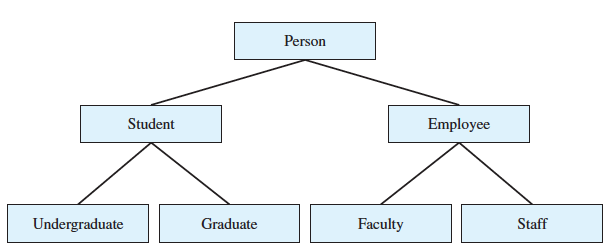 Person
Student
Employee
Undergraduate
Graduate
Faculty
Staff